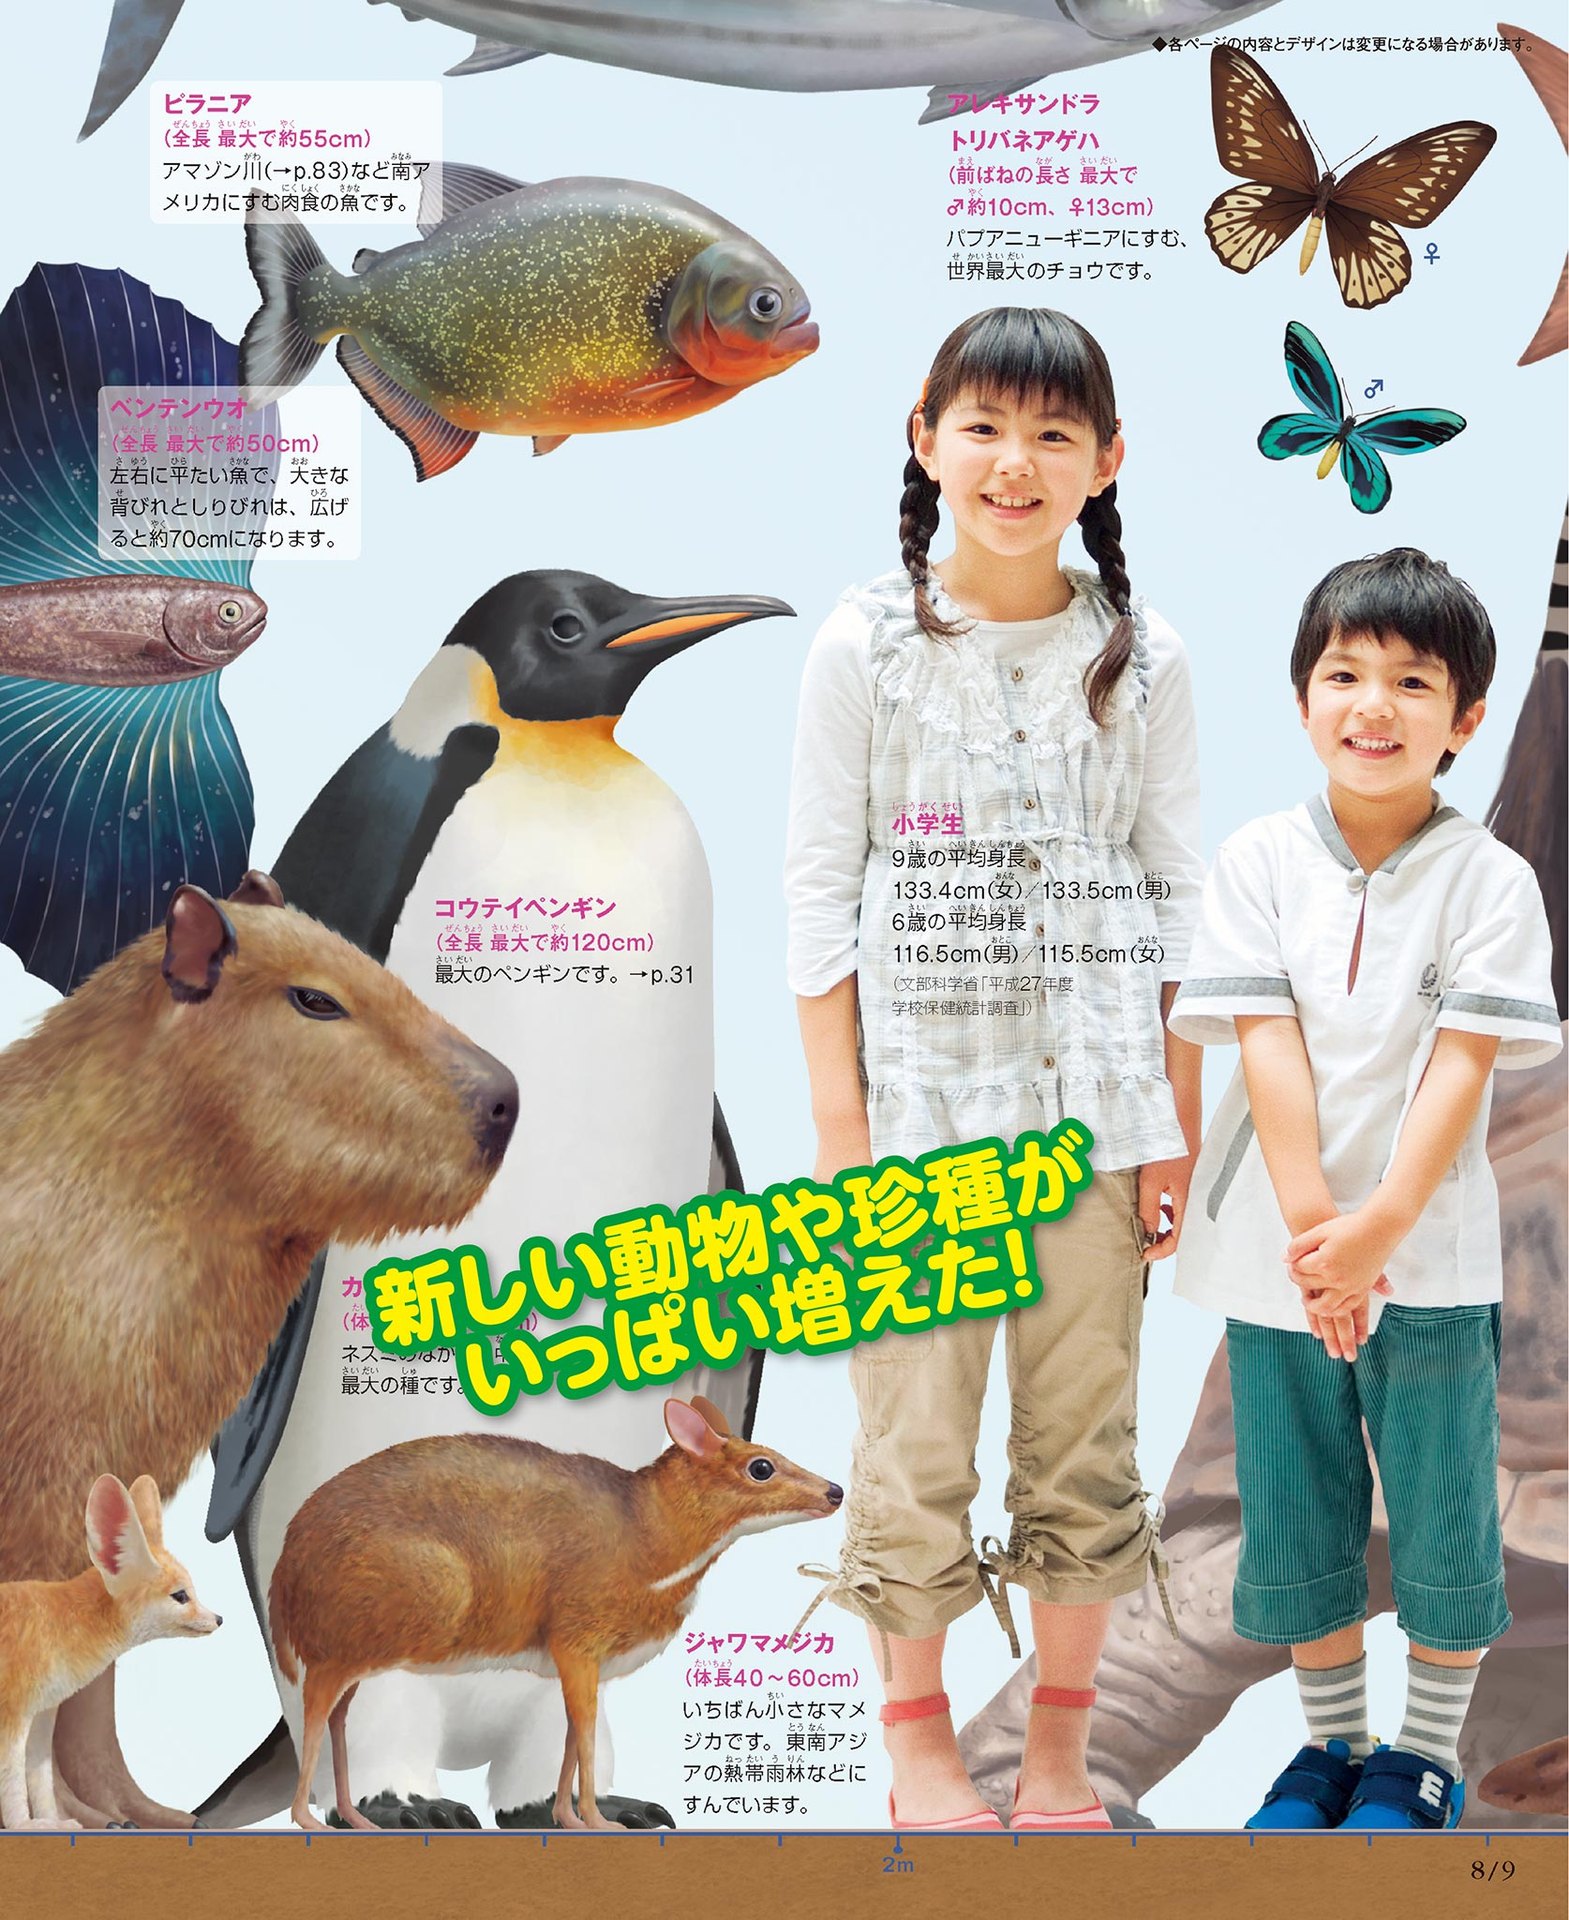 ◆各ページの内容とデザインは変更になる場合があります。
ピラニア
(全長 最大で約55cm)
アマゾン川(→p.83)など南ア
メリカにすむ肉食の魚です。
アレキサンドラ
トリバネアゲハ
(前ばねの長さ 最大で
♂約10cm、♀13cm)
パプアニューギニアにすむ、
世界最大のチョウです。
♀
♂
ベンテンウオ
(全長 最大で約50cm)
左右に平たい魚で、大きな
背びれとしりびれは、広げ
ると約70cmになります。
小学生
9歳の平均身長
133.4cm(女)/133.5cm(男)
6歳の平均身長
116.5cm(男)/115.5cm(女)
(文部科学省「平成27年度
学校保健統計調査」)
コウテイペンギン
(全長 最大で約120cm)
最大のペンギンです。→p.31
新しい動物や珍種が
いっぱい増えた!
カ
(体
ネズミのなか
最大の種です。
ジャワマメジカ
(体長40～60cm)
いちばん小さなマメ
ジカです。東南アジ
アの熱帯雨林などに
すんでいます。
2m
8/9